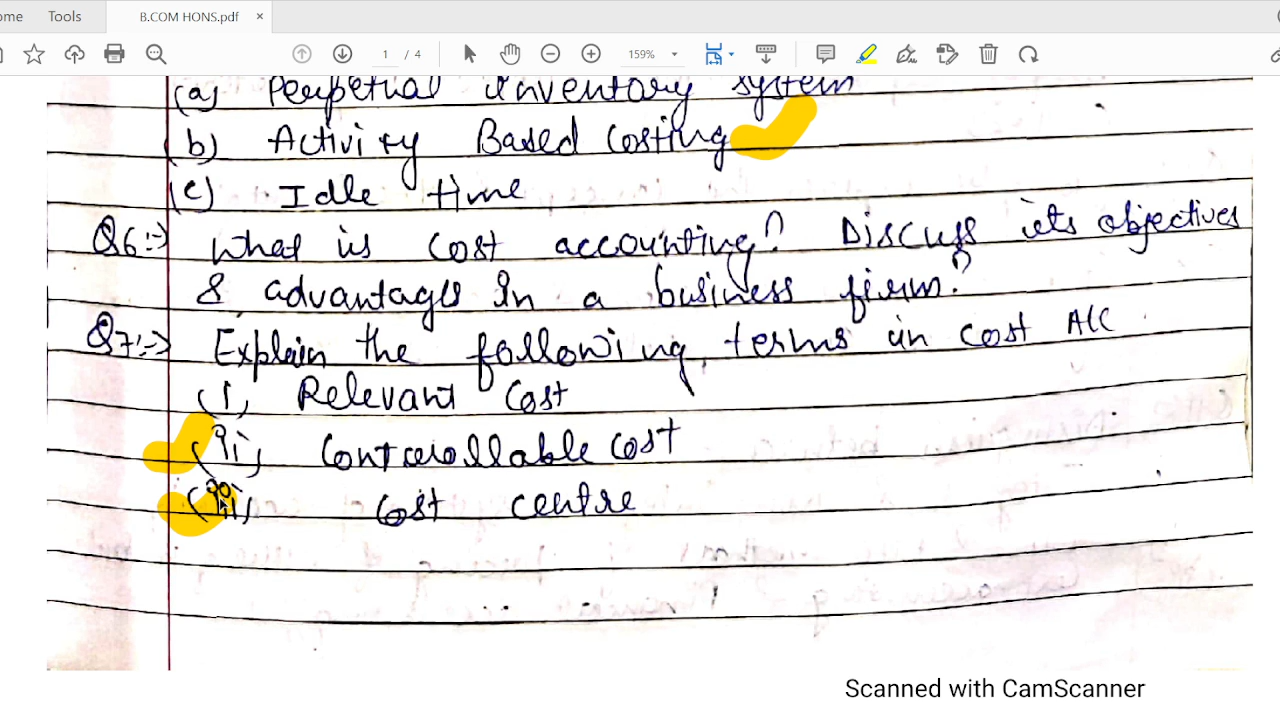 ome Tools B.COM HONS.pdf ×
1 / 4 159%
(a) Perpetual inventory system
b) Activity Based Costing
(c) Idle time
Q6:-> What is cost accounting? Discuss its objectives
& advantages in a business firm?
Q7:-> Explain the following terms in cost A/C
(i) Relevant Cost
(ii) Controllable Cost
(iii) Cost centre
Scanned with CamScanner